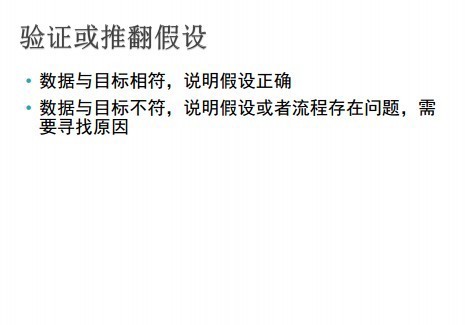 验证或推翻假设
• 数据与目标相符，说明假设正确
• 数据与目标不符，说明假设或者流程存在问题，需
要寻找原因